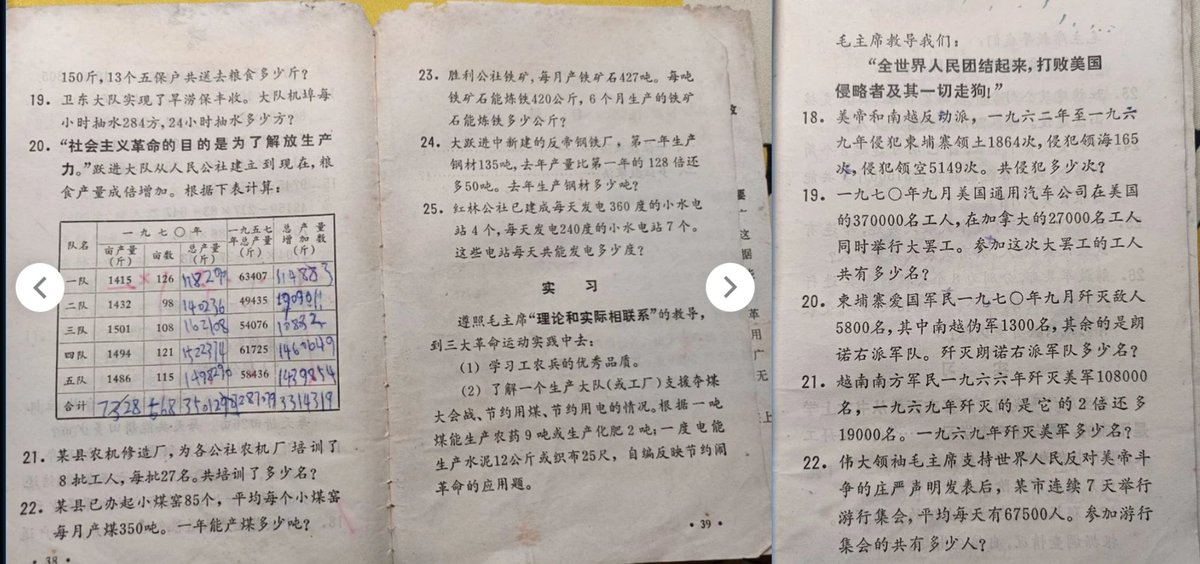 150斤，13个五保户共送去粮食多少斤？
19. 卫东大队实现了旱涝保丰收。大队机埠每
小时抽水284方，24小时抽水多少方？
20. “社会主义革命的目的是为了解放生产
力。”跃进大队从人民公社建立到现在，粮
食产量成倍增加。根据下表计算：
队名 一九七〇年 一九五七年总产量（斤） 总产量增加数（斤）
亩产量（斤） 亩数 总产量（斤）
一队 1415 126 63407
二队 1432 98 140236 49435
三队 1501 108 162108 54076
四队 1494 121 61725
五队 1486 115 58436
合计 7328 568
21. 某县农机修造厂，为各公社农机厂培训了
8批工人，每批27名。共培训了多少名？
22. 某县已办起小煤窑85个，平均每个小煤窑
每月产煤350吨。一年能产煤多少吨？
• 38 •
23. 胜利公社铁矿，每月产铁矿石427吨。每吨
铁矿石能炼铁420公斤，6个月生产的铁矿
石能炼铁多少公斤？
24. 大跃进中新建的反帝钢铁厂，第一年生产
钢材135吨，去年产量比第一年的128倍还
多50吨。去年生产钢材多少吨？
25. 红林公社已建成每天发电360度的小水电
站4个，每天发电240度的小水电站7个。
这些电站每天共能发电多少度？
实习
遵照毛主席“理论和实际相联系”的教导，
到三大革命运动实践中去：
（1）学习工农兵的优秀品质。
（2）了解一个生产大队（或工厂）支援夺煤
大会战、节约用煤、节约用电的情况。根据一吨
煤能生产农药9吨或生产化肥2吨；一度电能
生产水泥12公斤或织布25尺，自编反映节约闹
革命的应用题。
• 39 •
毛主席教导我们：
“全世界人民团结起来，打败美国
侵略者及其一切走狗！”
18. 美帝和南越反动派，一九六二年至一九六
九年侵犯柬埔寨领土1864次，侵犯领海165
次，侵犯领空5149次。共侵犯多少次？
19. 一九七〇年九月美国通用汽车公司在美国
的370000名工人，在加拿大的27000名工人
同时举行大罢工。参加这次大罢工的工人
共有多少名？
20. 柬埔寨爱国军民一九七〇年九月歼灭敌人
5800名，其中南越伪军1300名，其余的是朗
诺右派军队。歼灭朗诺右派军队多少名？
21. 越南南方军民一九六六年歼灭美军108000
名，一九六九年歼灭的是它的2倍还多
19000名。一九六九年歼灭美军多少名？
22. 伟大领袖毛主席支持世界人民反对美帝斗
争的庄严声明发表后，某市连续7天举行
游行集会，平均每天有67500人。参加游行
集会的共有多少人？